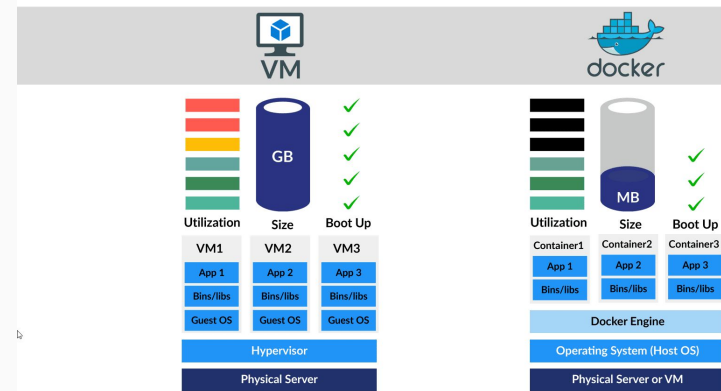 VM
docker
GB
MB
Utilization Size Boot Up
Utilization Size Boot Up
VM1 VM2 VM3
Container1 Container2 Container3
App 1 App 2 App 3
App 1 App 2 App 3
Bins/libs Bins/libs Bins/libs
Bins/libs Bins/libs Bins/libs
Guest OS Guest OS Guest OS
Docker Engine
Hypervisor
Operating System (Host OS)
Physical Server
Physical Server or VM